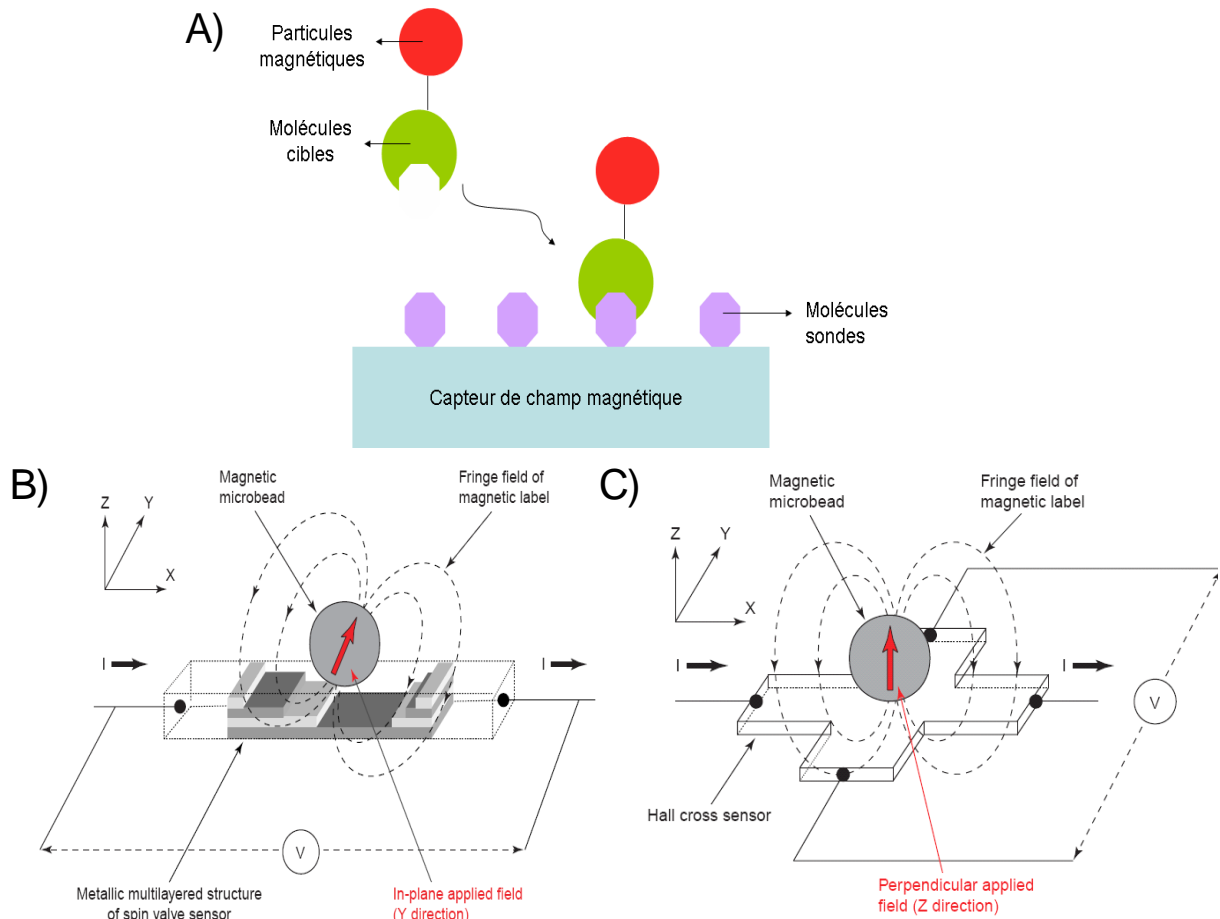 A)
Particules
magnétiques
Molécules
cibles
Molécules
sondes
Capteur de champ magnétique
B)
Magnetic
microbead
Fringe field of
magnetic label
Z
Y
X
I
I
V
Metallic multilayered structure
of spin valve sensor
In-plane applied field
(Y direction)
C)
Magnetic
microbead
Fringe field of
magnetic label
Z
Y
X
I
I
V
Hall cross sensor
Perpendicular applied
field (Z direction)